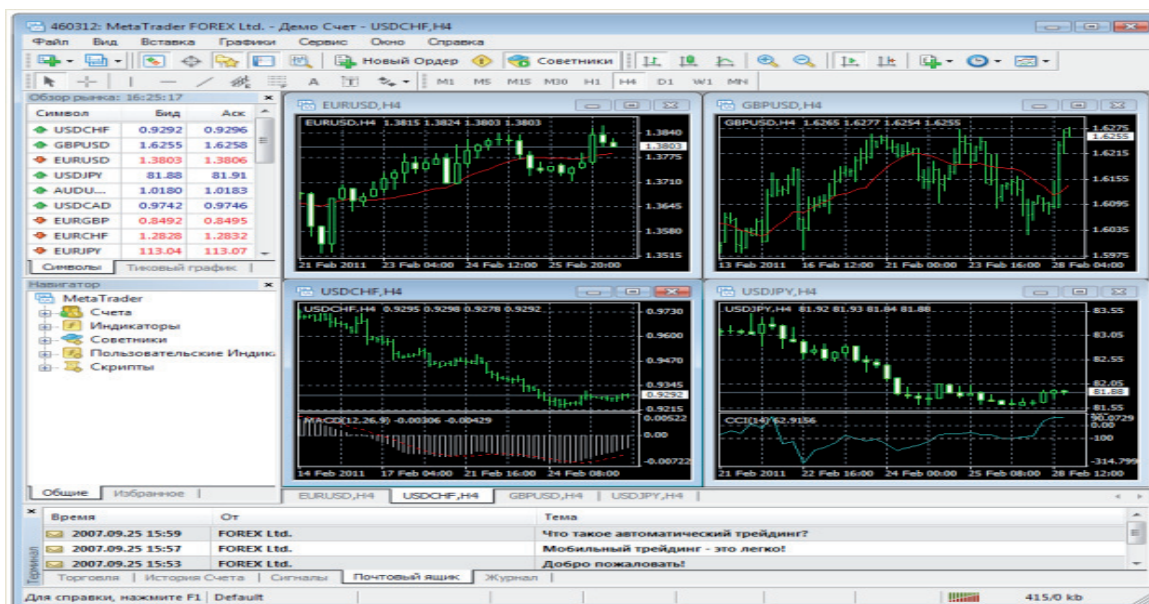 460312: MetaTrader FOREX Ltd. - Демо Счет - USDCHF,H4
Файл Вид Вставка Графики Сервис Окно Справка
Новый Ордер Советники
A T M1 M5 M15 M30 H1 H4 D1 W1 MN
Обзор рынка: 16:25:17
Символ Бид Аск
USDCHF 0.9292 0.9296
GBPUSD 1.6255 1.6258
EURUSD 1.3803 1.3806
USDJPY 81.88 81.91
AUDU... 1.0180 1.0183
USDCAD 0.9742 0.9746
EURGBP 0.8492 0.8495
EURCHF 1.2828 1.2832
EURJPY 113.04 113.07
Символы Тиковый график
Навигатор
MetaTrader
Счета
Индикаторы
Советники
Пользовательские Индик
Скрипты
Общие Избранное
EURUSD,H4
EURUSD,H4 1.3815 1.3824 1.3803 1.3803
1.3840
1.3803
1.3775
1.3710
1.3645
1.3580
1.3515
21 Feb 2011 23 Feb 04:00 24 Feb 12:00 25 Feb 20:00
GBPUSD,H4
GBPUSD,H4 1.6265 1.6277 1.6254 1.6255
1.6275
1.6255
1.6215
1.6155
1.6095
1.6035
1.5975
13 Feb 2011 16 Feb 12:00 21 Feb 00:00 23 Feb 16:00 28 Feb 04:00
USDCHF,H4
USDCHF,H4 0.9295 0.9298 0.9278 0.9292
0.9730
0.9600
0.9470
0.9345
0.9292
0.9215
MACD(12,26,9) -0.00306 -0.00429
0.00522
0.00
-0.00722
14 Feb 2011 17 Feb 04:00 21 Feb 16:00 24 Feb 08:00
USDJPY,H4
USDJPY,H4 81.92 81.93 81.84 81.88
83.55
83.05
82.55
82.05
81.88
81.55
CCI(14) 62.9156
0.00
-100
-314.799
21 Feb 2011 22 Feb 16:00 24 Feb 00:00 25 Feb 08:00 28 Feb 12:00
EURUSD,H4 USDCHF,H4 GBPUSD,H4 USDJPY,H4
Терминал
Время От Тема
2007.09.25 15:59 FOREX Ltd. Что такое автоматический трейдинг?
2007.09.25 15:57 FOREX Ltd. Мобильный трейдинг - это легко!
2007.09.25 15:53 FOREX Ltd. Добро пожаловать!
Торговля История Счета Сигналы Почтовый ящик Журнал
Для справки, нажмите F1 Default 415/0 kb